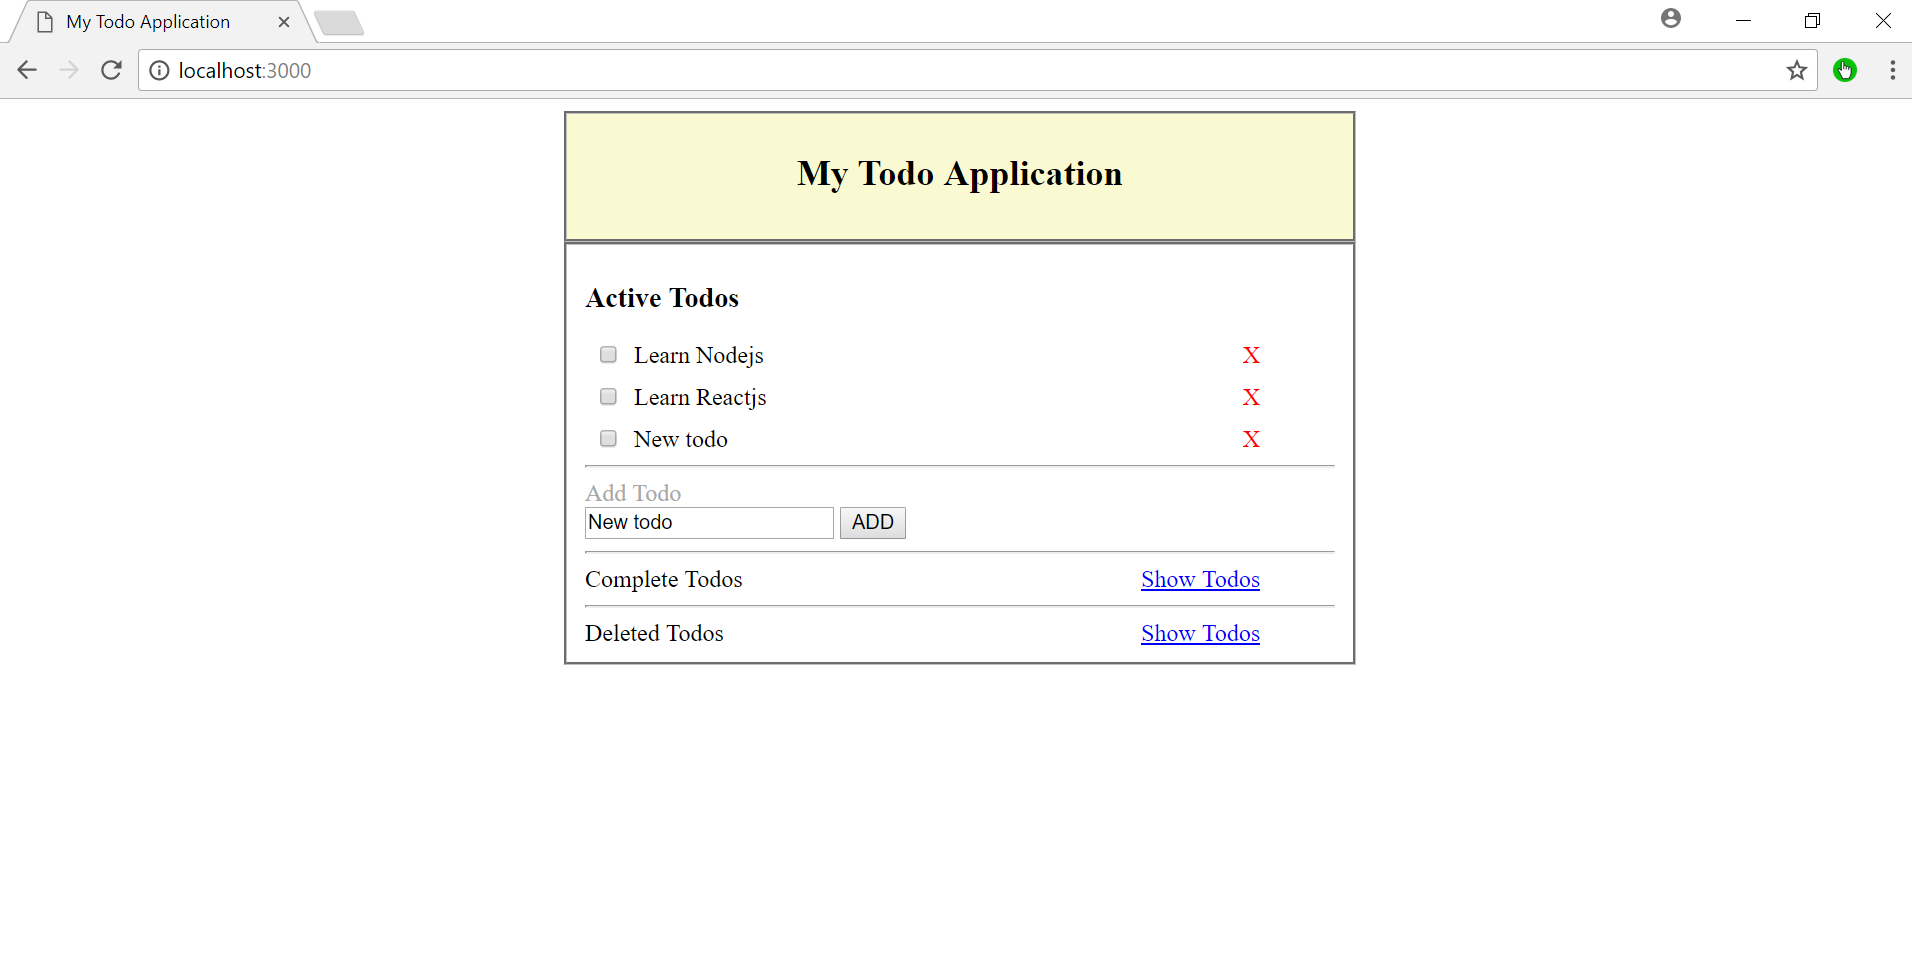 My Todo Application
localhost:3000
My Todo Application
Active Todos
Learn Nodejs X
Learn Reactjs X
New todo X
Add Todo
New todo ADD
Complete Todos Show Todos
Deleted Todos Show Todos